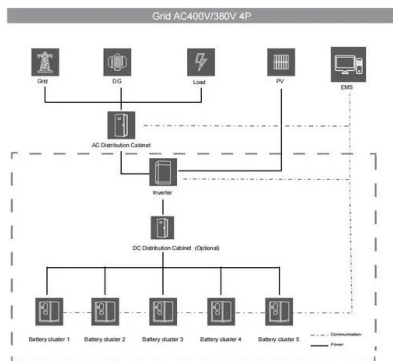 Grid AC400V/380V 4P
Grid
DG
Load
PV
EMS
AC Distribution Cabinet
Inverter
DC Distribution Cabinet (Optional)
Battery cluster 1
Battery cluster 2
Battery cluster 3
Battery cluster 4
Battery cluster 5
Communication
Power